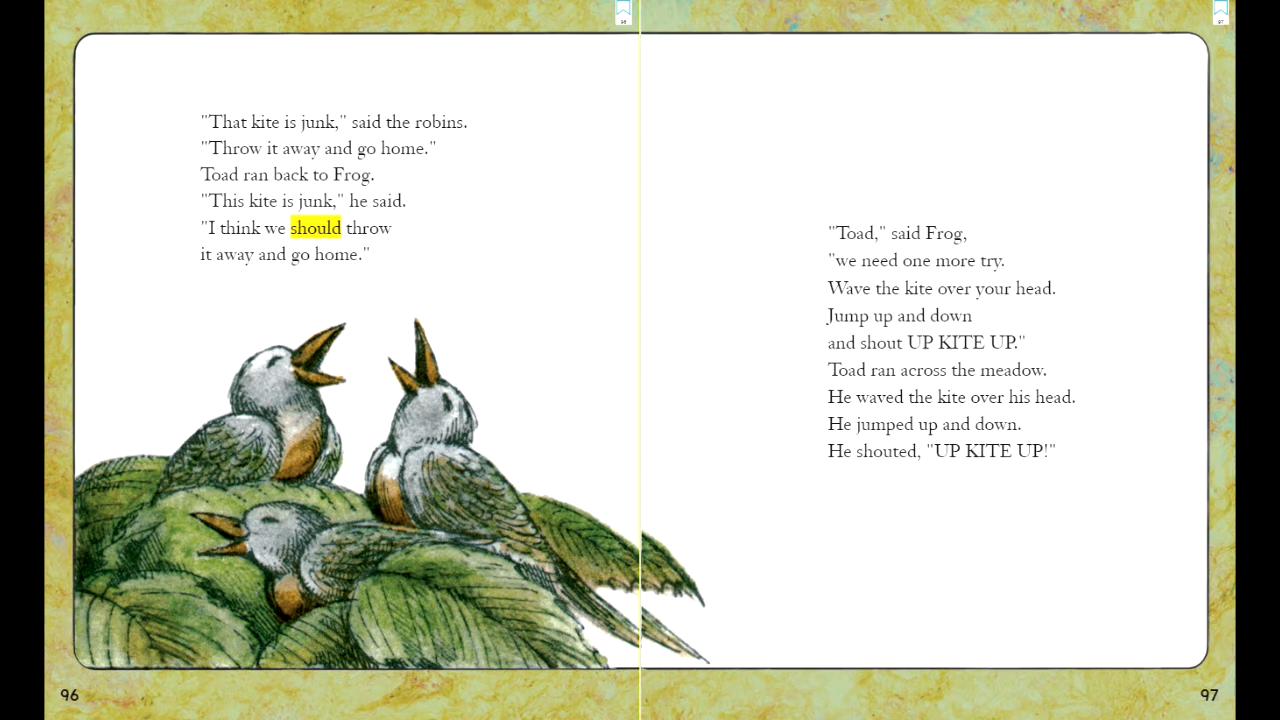 96
97
"That kite is junk," said the robins.
"Throw it away and go home."
Toad ran back to Frog.
"This kite is junk," he said.
"I think we should throw
it away and go home."
"Toad," said Frog,
"we need one more try.
Wave the kite over your head.
Jump up and down
and shout UP KITE UP."
Toad ran across the meadow.
He waved the kite over his head.
He jumped up and down.
He shouted, "UP KITE UP!"
96
97